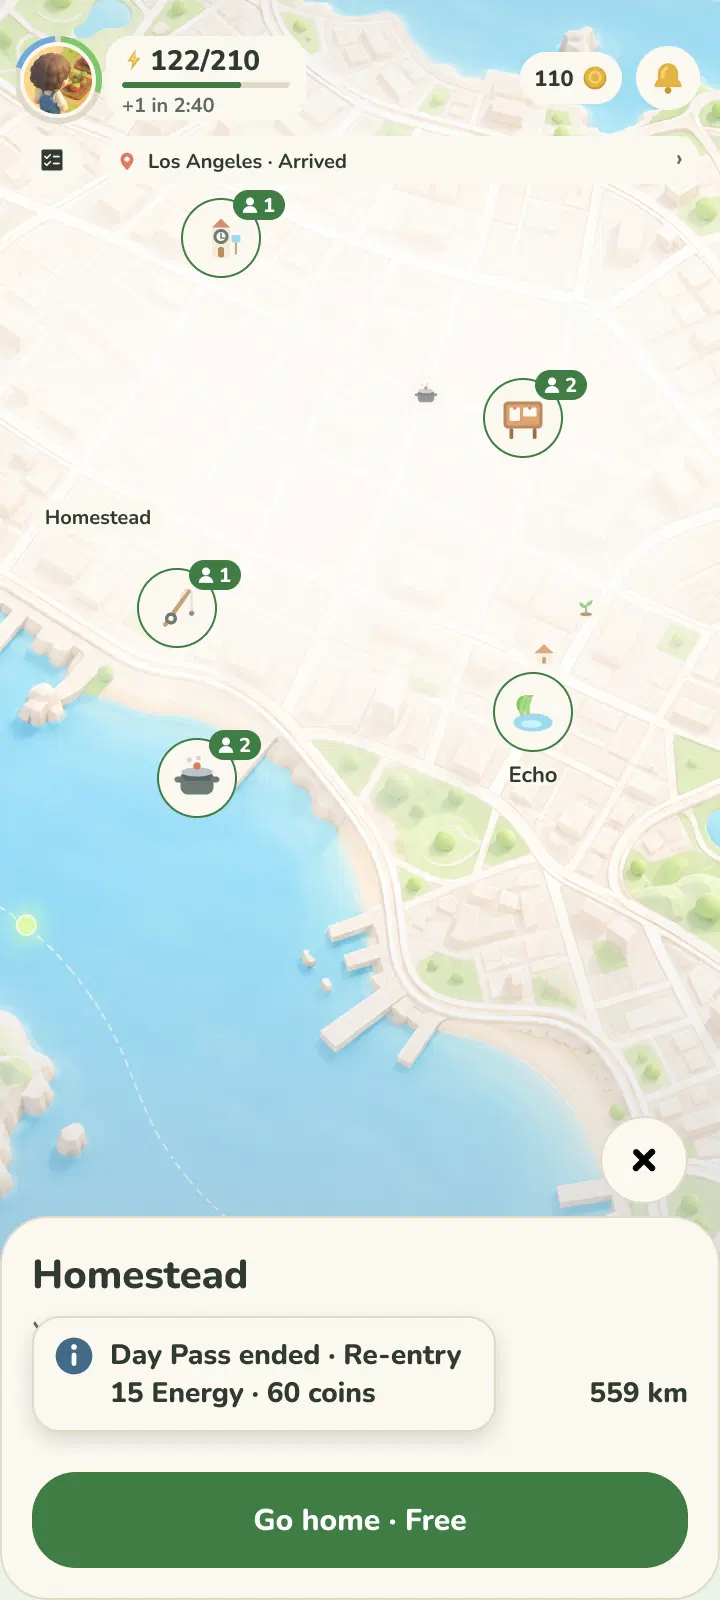 122/210
+1 in 2:40
110
Los Angeles · Arrived
1
2
Homestead
1
Echo
2
Homestead
Day Pass ended · Re-entry
15 Energy · 60 coins
559 km
Go home · Free